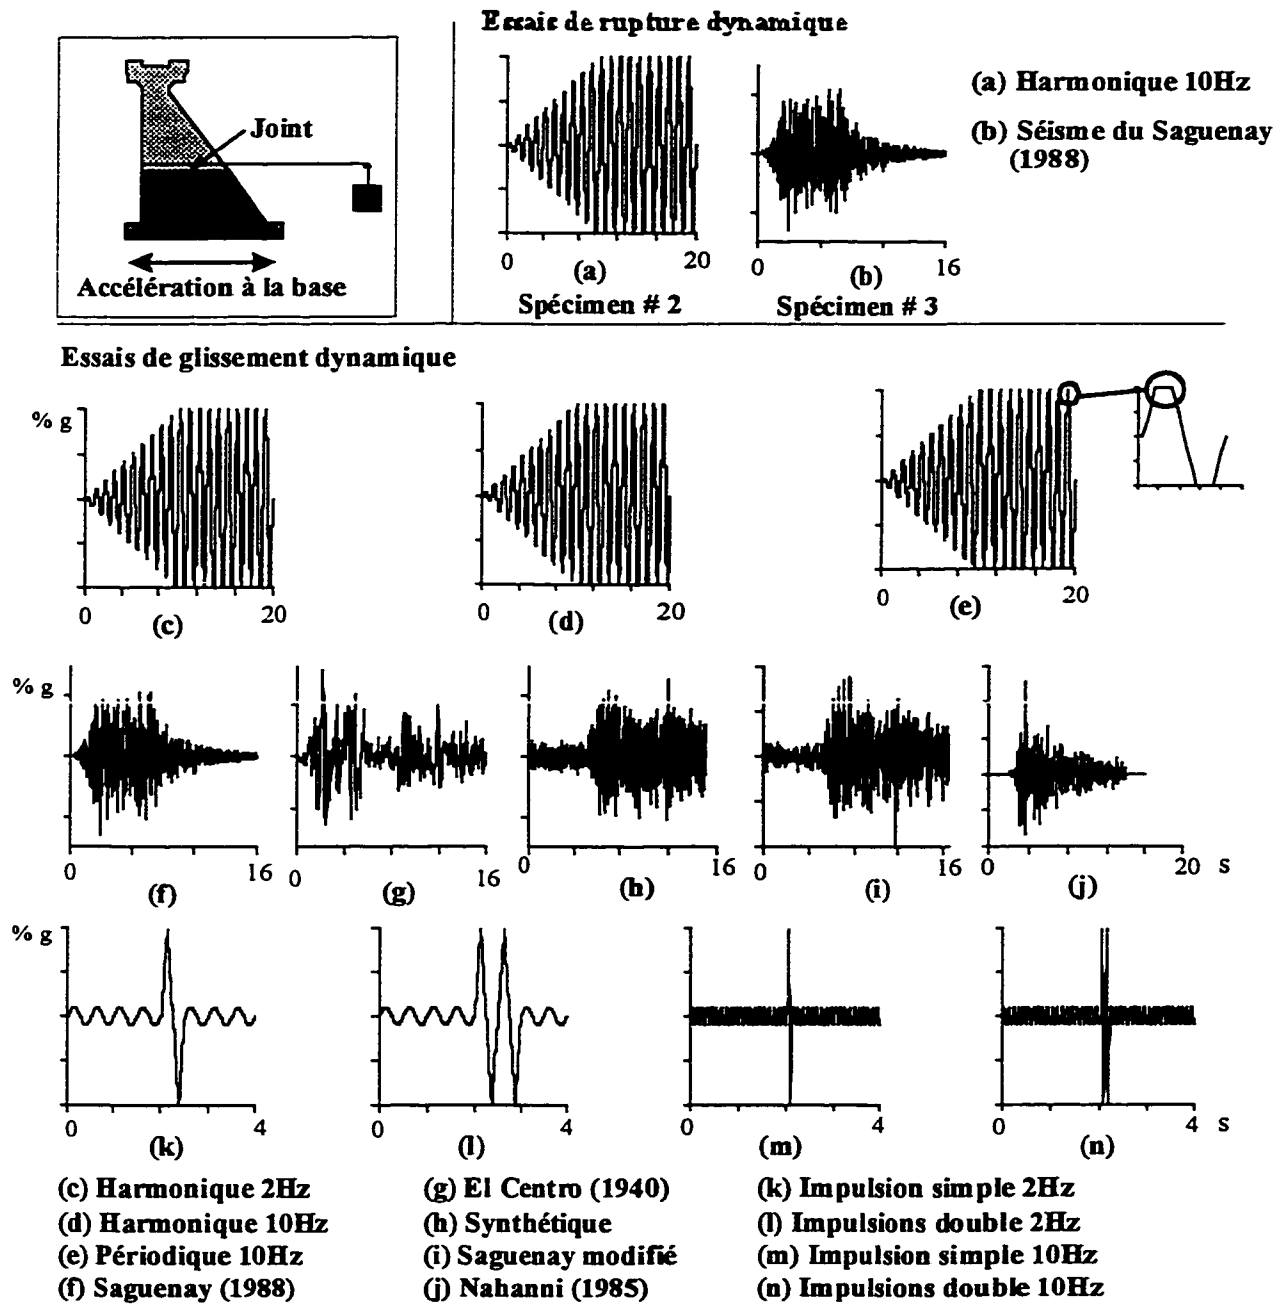 Essais de rupture dynamique
Joint
Accélération à la base
(a) Harmonique 10Hz
(b) Séisme du Saguenay
(1988)
0
20
(a)
Spécimen # 2
0
16
(b)
Spécimen # 3
Essais de glissement dynamique
% g
0
20
(c)
0
20
(d)
0
20
(e)
% g
0
16
(f)
0
16
(g)
0
16
(h)
0
16
(i)
0
20
s
(j)
% g
0
4
(k)
0
4
(l)
0
4
(m)
0
4
s
(n)
(c) Harmonique 2Hz
(d) Harmonique 10Hz
(e) Périodique 10Hz
(f) Saguenay (1988)
(g) El Centro (1940)
(h) Synthétique
(i) Saguenay modifié
(j) Nahanni (1985)
(k) Impulsion simple 2Hz
(l) Impulsions double 2Hz
(m) Impulsion simple 10Hz
(n) Impulsions double 10Hz